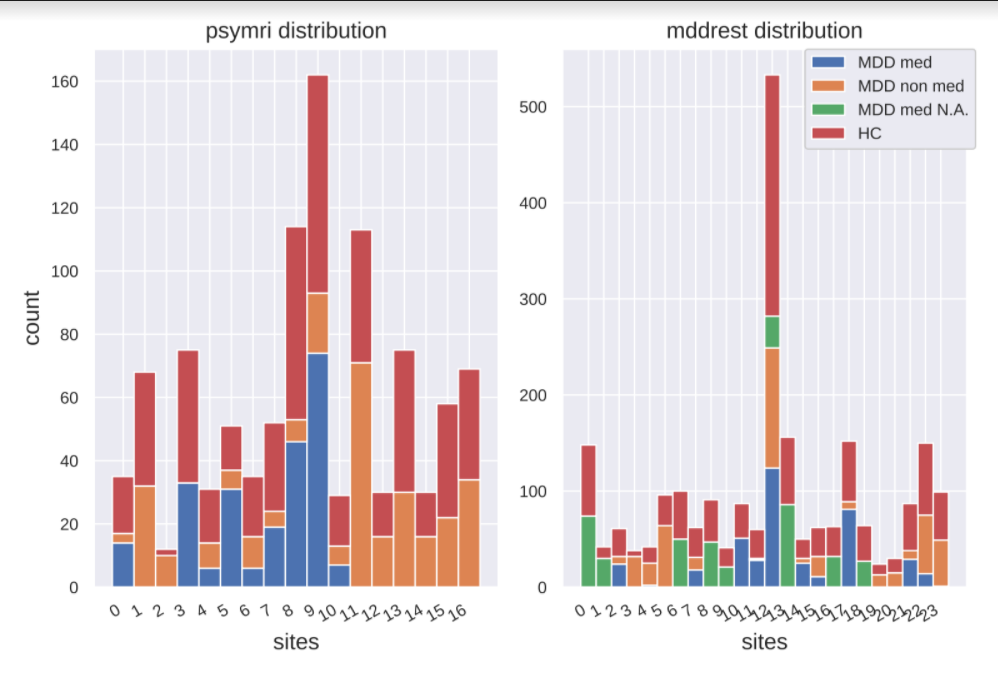 psymri distribution
mddrest distribution
MDD med
MDD non med
MDD med N.A.
HC
count
160
140
120
100
80
60
40
20
0
500
400
300
200
100
0
0 1 2 3 4 5 6 7 8 9 10 11 12 13 14 15 16
0 1 2 3 4 5 6 7 8 9 10 11 12 13 14 15 16 17 18 19 20 21 22 23
sites
sites